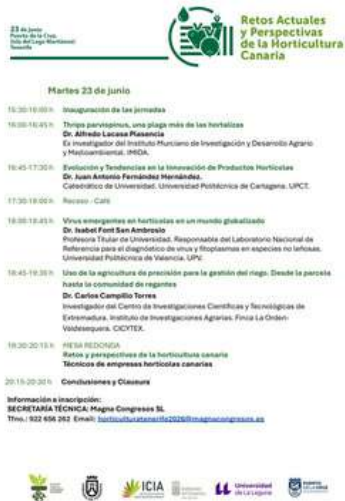 23 de junio
Puerto de la Cruz,
Isla del Lago Martiánez
Tenerife
Retos Actuales
y Perspectivas
de la Horticultura
Canaria
Martes 23 de junio
15:30-16:00 h Inauguración de las jornadas
16:00-16:45 h Thrips parvispinus, una plaga más de las hortalizas
Dr. Alfredo Lacasa Plasencia
Ex investigador del Instituto Murciano de Investigación y Desarrollo Agrario
y Medioambiental. IMIDA.
16:45-17:30 h Evolución y Tendencias en la Innovación de Productos Hortícolas
Dr. Juan Antonio Fernández Hernández.
Catedrático de Universidad. Universidad Politécnica de Cartagena. UPCT.
17:30-18:00 h Receso - Café
18:00-18:45 h Virus emergentes en hortícolas en un mundo globalizado
Dr. Isabel Font San Ambrosio
Profesora Titular de Universidad. Responsable del Laboratorio Nacional de
Referencia para el diagnóstico de virus y fitoplasmas en especies no leñosas.
Universidad Politécnica de Valencia. UPV.
18:45-19:30 h Uso de la agricultura de precisión para la gestión del riego. Desde la parcela
hasta la comunidad de regantes
Dr. Carlos Campillo Torres
Investigador del Centro de Investigaciones Científicas y Tecnológicas de
Extremadura. Instituto de Investigaciones Agrarias. Finca La Orden-
Valdesequera. CICYTEX.
19:30-20:15 h MESA REDONDA
Retos y perspectivas de la horticultura canaria
Técnicos de empresas hortícolas canarias
20:15-20:30 h Conclusiones y Clausura
Información e inscripción:
SECRETARÍA TÉCNICA: Magna Congresos SL
Tfno.: 922 656 262 Email: horticulturatenerife2026@magnacongresos.es
ICIA
Universidad
de La Laguna